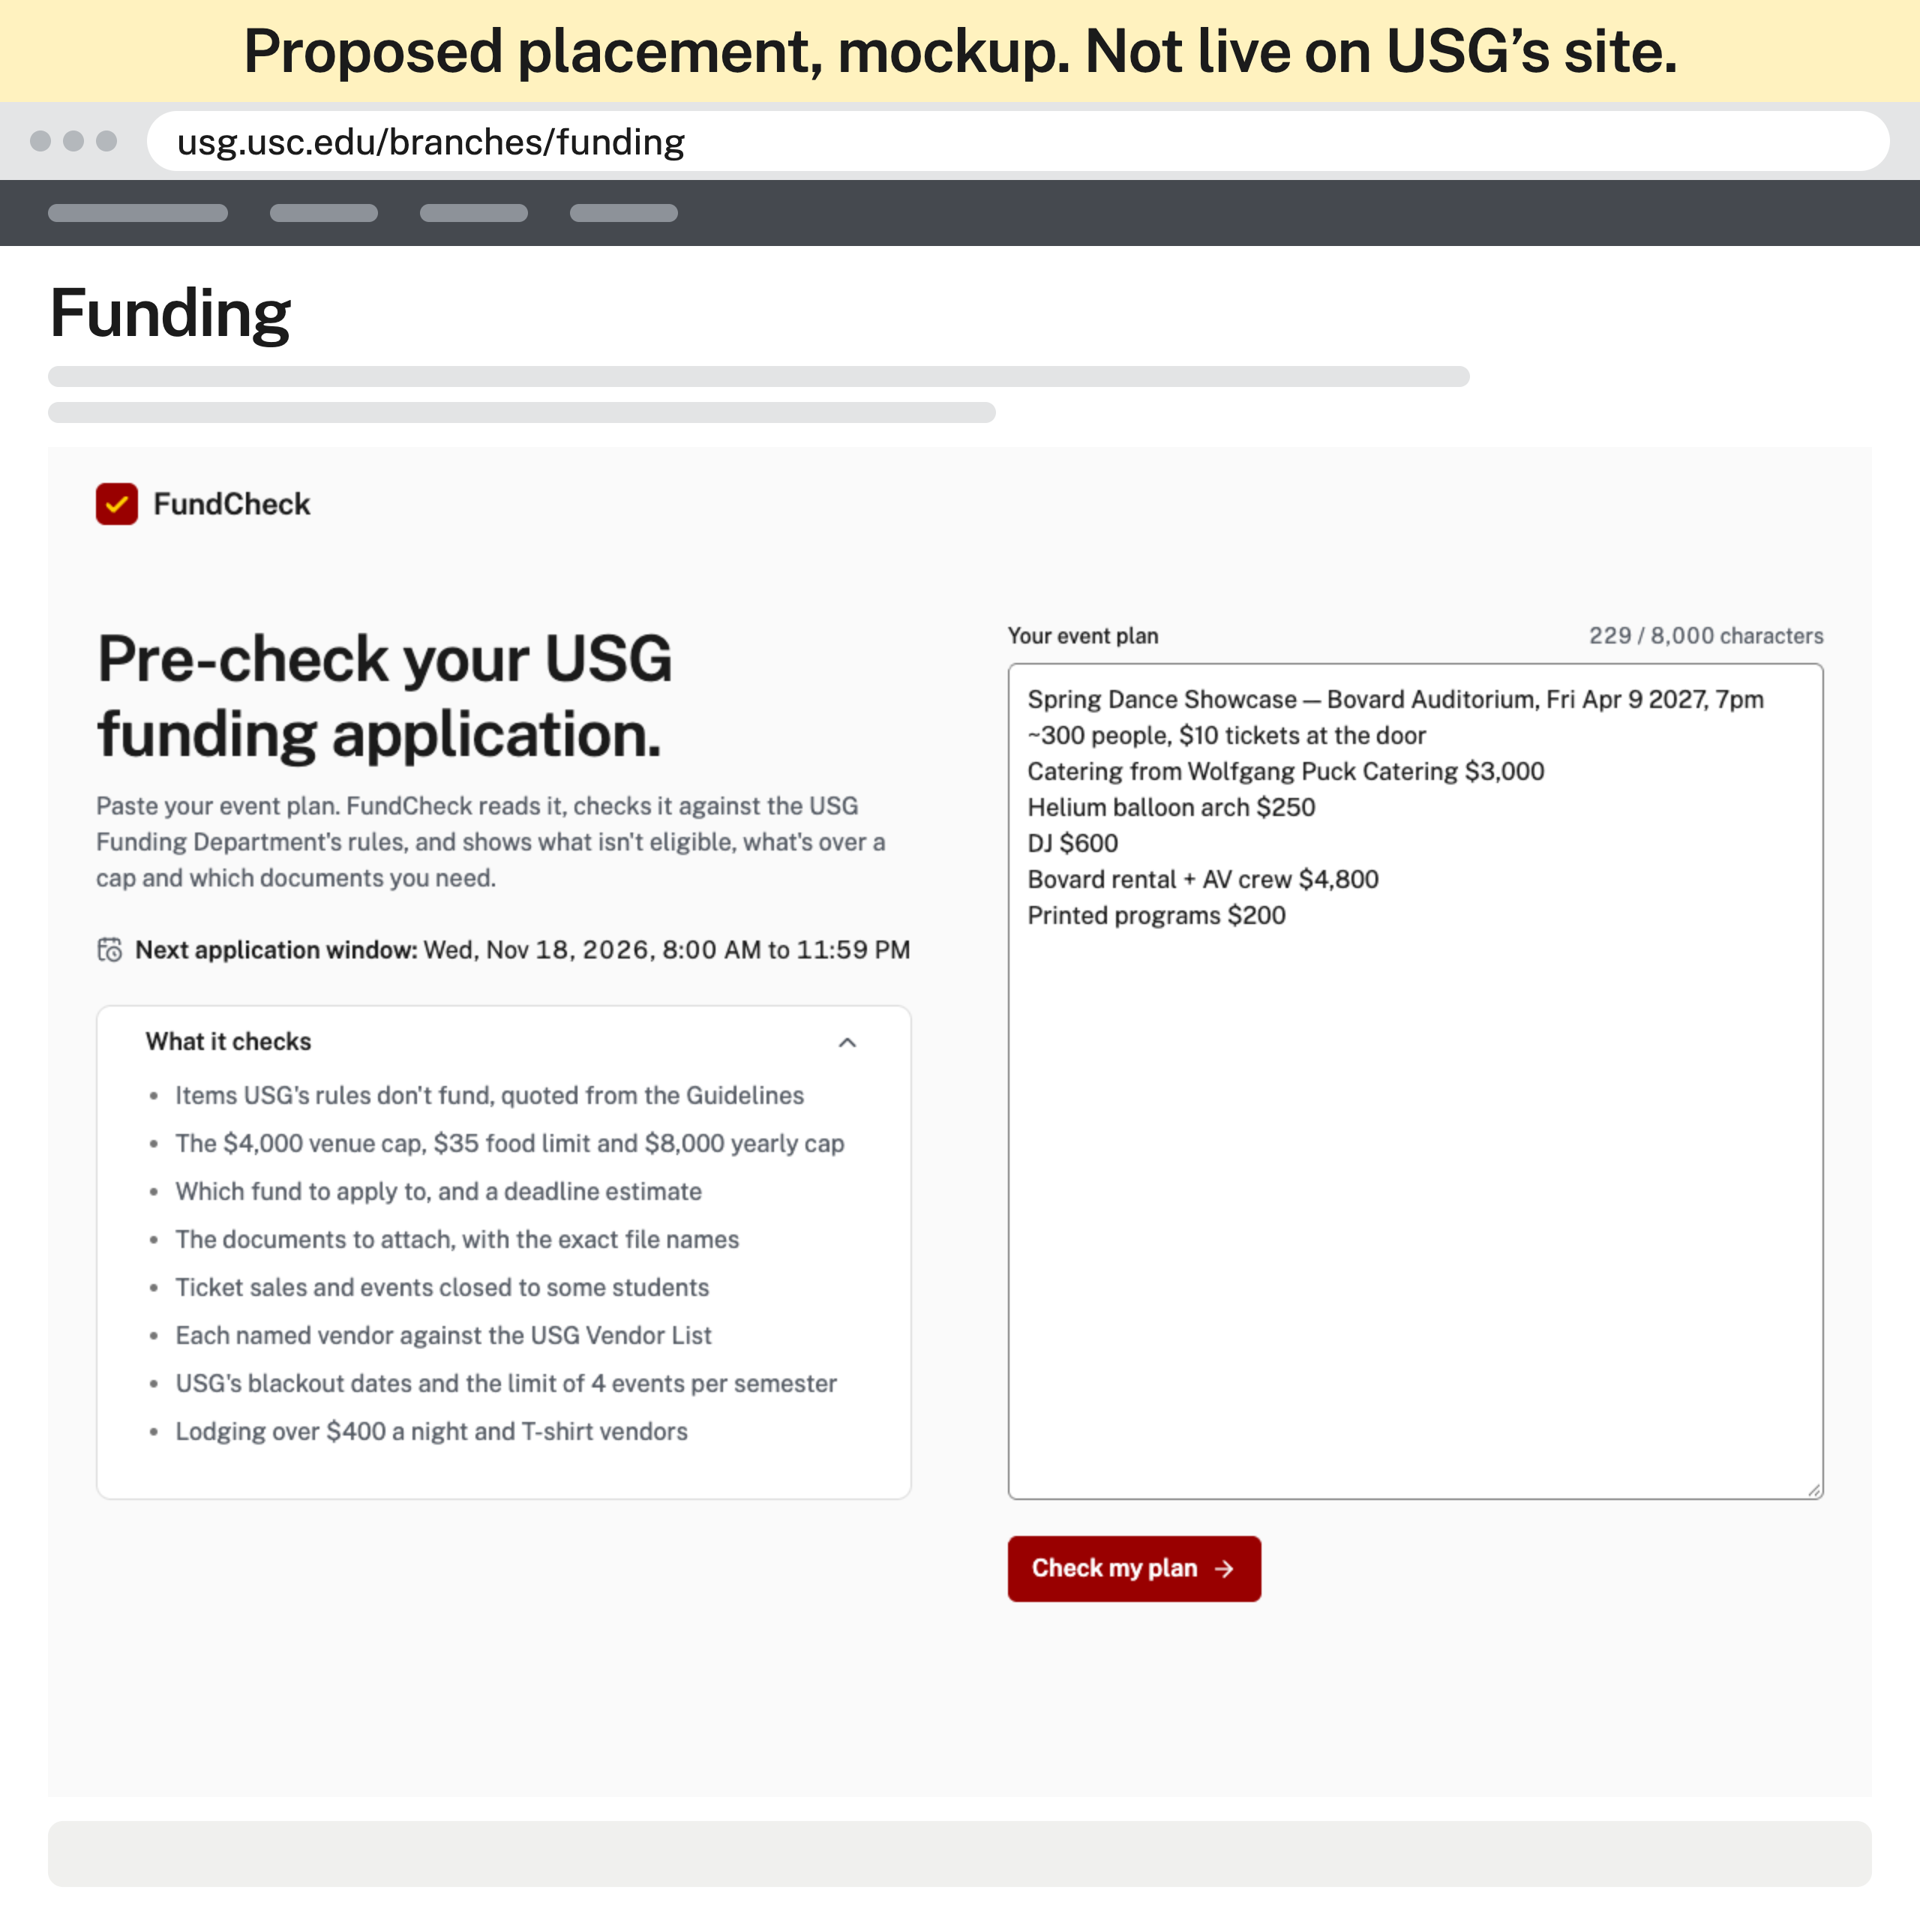 Proposed placement, mockup. Not live on USG’s site.
usg.usc.edu/branches/funding
Funding
FundCheck
Pre-check your USG
funding application.
Paste your event plan. FundCheck reads it, checks it against the USG
Funding Department's rules, and shows what isn't eligible, what's over a
cap and which documents you need.
Next application window: Wed, Nov 18, 2026, 8:00 AM to 11:59 PM
What it checks
• Items USG's rules don't fund, quoted from the Guidelines
• The $4,000 venue cap, $35 food limit and $8,000 yearly cap
• Which fund to apply to, and a deadline estimate
• The documents to attach, with the exact file names
• Ticket sales and events closed to some students
• Each named vendor against the USG Vendor List
• USG's blackout dates and the limit of 4 events per semester
• Lodging over $400 a night and T-shirt vendors
Your event plan
229 / 8,000 characters
Spring Dance Showcase — Bovard Auditorium, Fri Apr 9 2027, 7pm
~300 people, $10 tickets at the door
Catering from Wolfgang Puck Catering $3,000
Helium balloon arch $250
DJ $600
Bovard rental + AV crew $4,800
Printed programs $200
Check my plan →